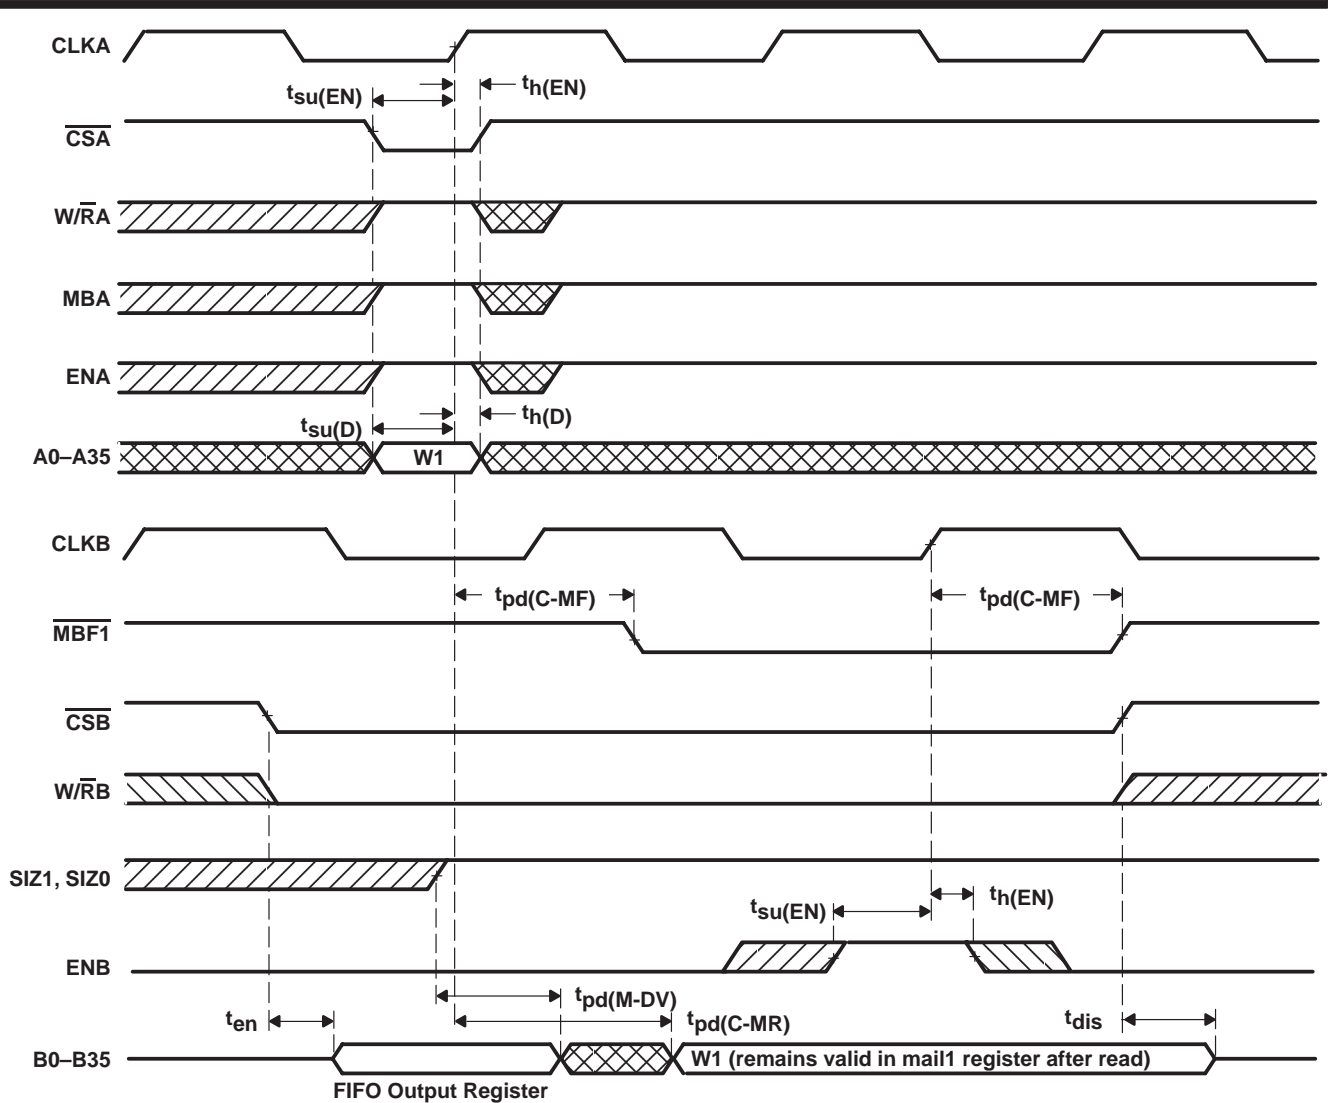 CLKA
tsu(EN)
th(EN)
CSA
W/RA
MBA
ENA
tsu(D)
th(D)
A0–A35
W1
CLKB
tpd(C-MF)
tpd(C-MF)
MBF1
CSB
W/RB
SIZ1, SIZ0
tsu(EN)
th(EN)
ENB
tpd(M-DV)
ten
tpd(C-MR)
tdis
B0–B35
W1 (remains valid in mail1 register after read)
FIFO Output Register